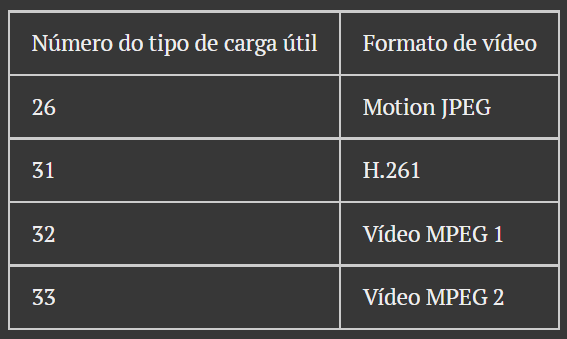 Número do tipo de carga útil Formato de vídeo
26 Motion JPEG
31 H.261
32 Vídeo MPEG 1
33 Vídeo MPEG 2